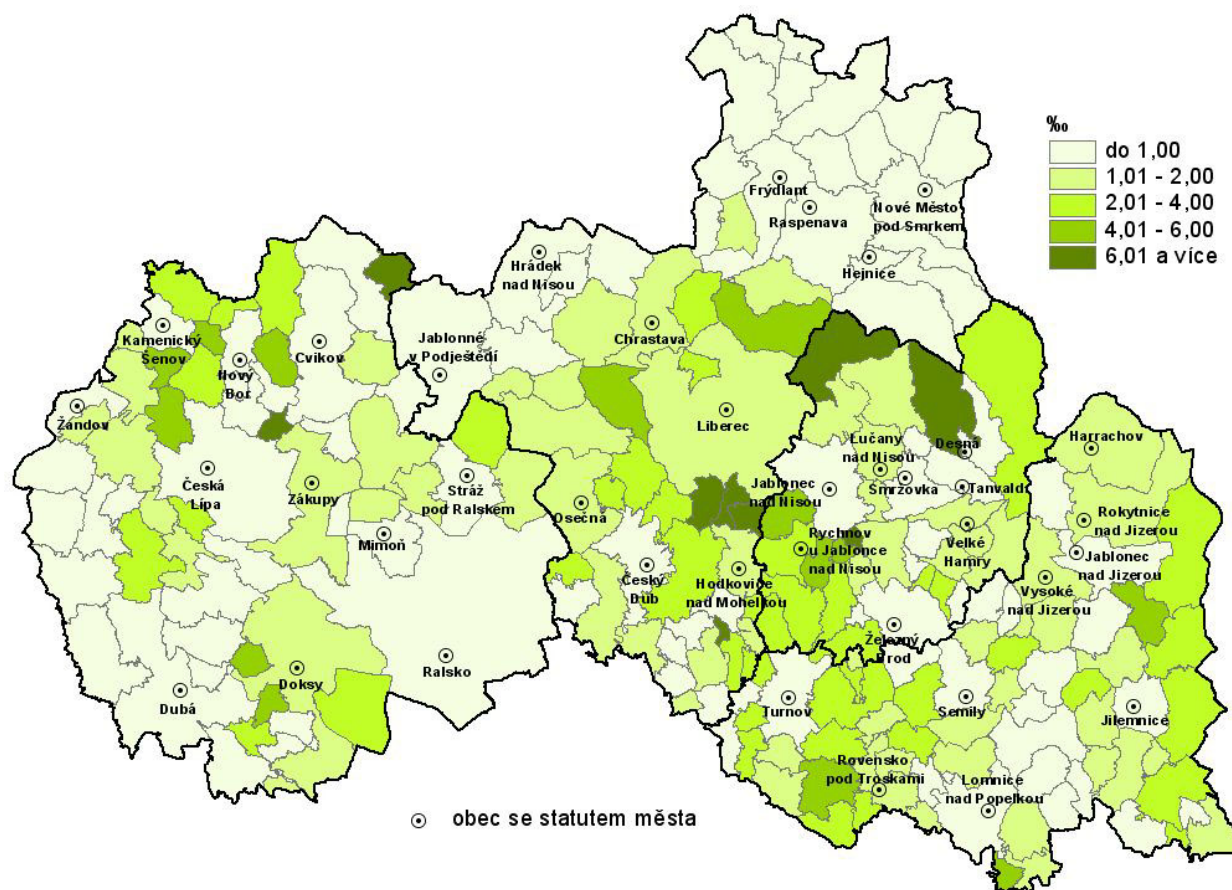 ‰
do 1,00
1,01 - 2,00
2,01 - 4,00
4,01 - 6,00
6,01 a více
Frýdlant
Raspenava
Nové Město
pod Smrkem
Hejnice
Hrádek
nad Nisou
Kamenický
Šenov
Nový
Bor
Cvikov
Jablonné
v Podještědí
Chrastava
Liberec
Žandov
Česká
Lípa
Zákupy
Stráž
pod Ralskem
Mimoň
Osečná
Jablonec
nad Nisou
Lučany
nad Nisou
Smržovka
Desná
Tanvald
Harrachov
Rokytnice
nad Jizerou
Jablonec
nad Jizerou
Vysoké
nad Jizerou
Velké
Hamry
Rychnov
u Jablonce
nad Nisou
Český
Dub
Hodkovice
nad Mohelkou
Železný
Brod
Ralsko
Doksy
Dubá
Turnov
Semily
Jilemnice
Rovensko
pod Troskami
Lomnice
nad Popelkou
obec se statutem města